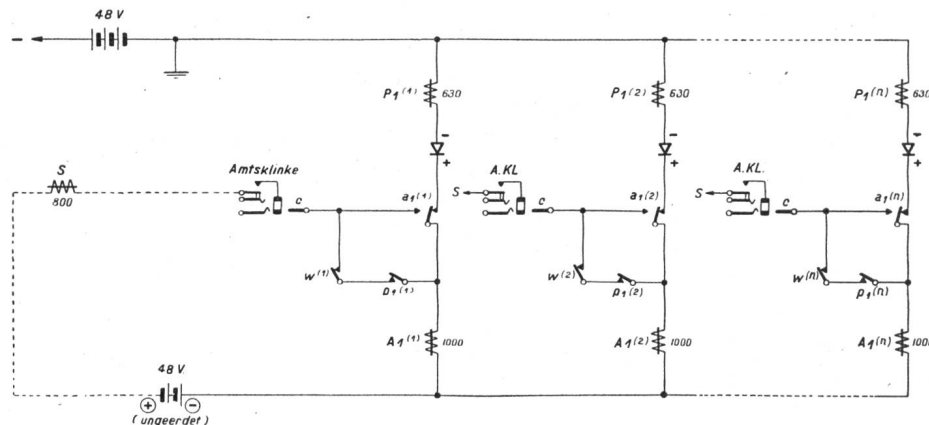 48 V
P1(1) 630
P1(2) 630
P1(n) 630
S
800
Amtsklinke
A.KL
A.KL.
S
S
c
a1(1)
c
a1(2)
c
a1(n)
w(1)
p1(1)
w(2)
p1(2)
w(n)
p1(n)
A1(1) 1000
A1(2) 1000
A1(n) 1000
48 V.
+ −
(ungeerdet)